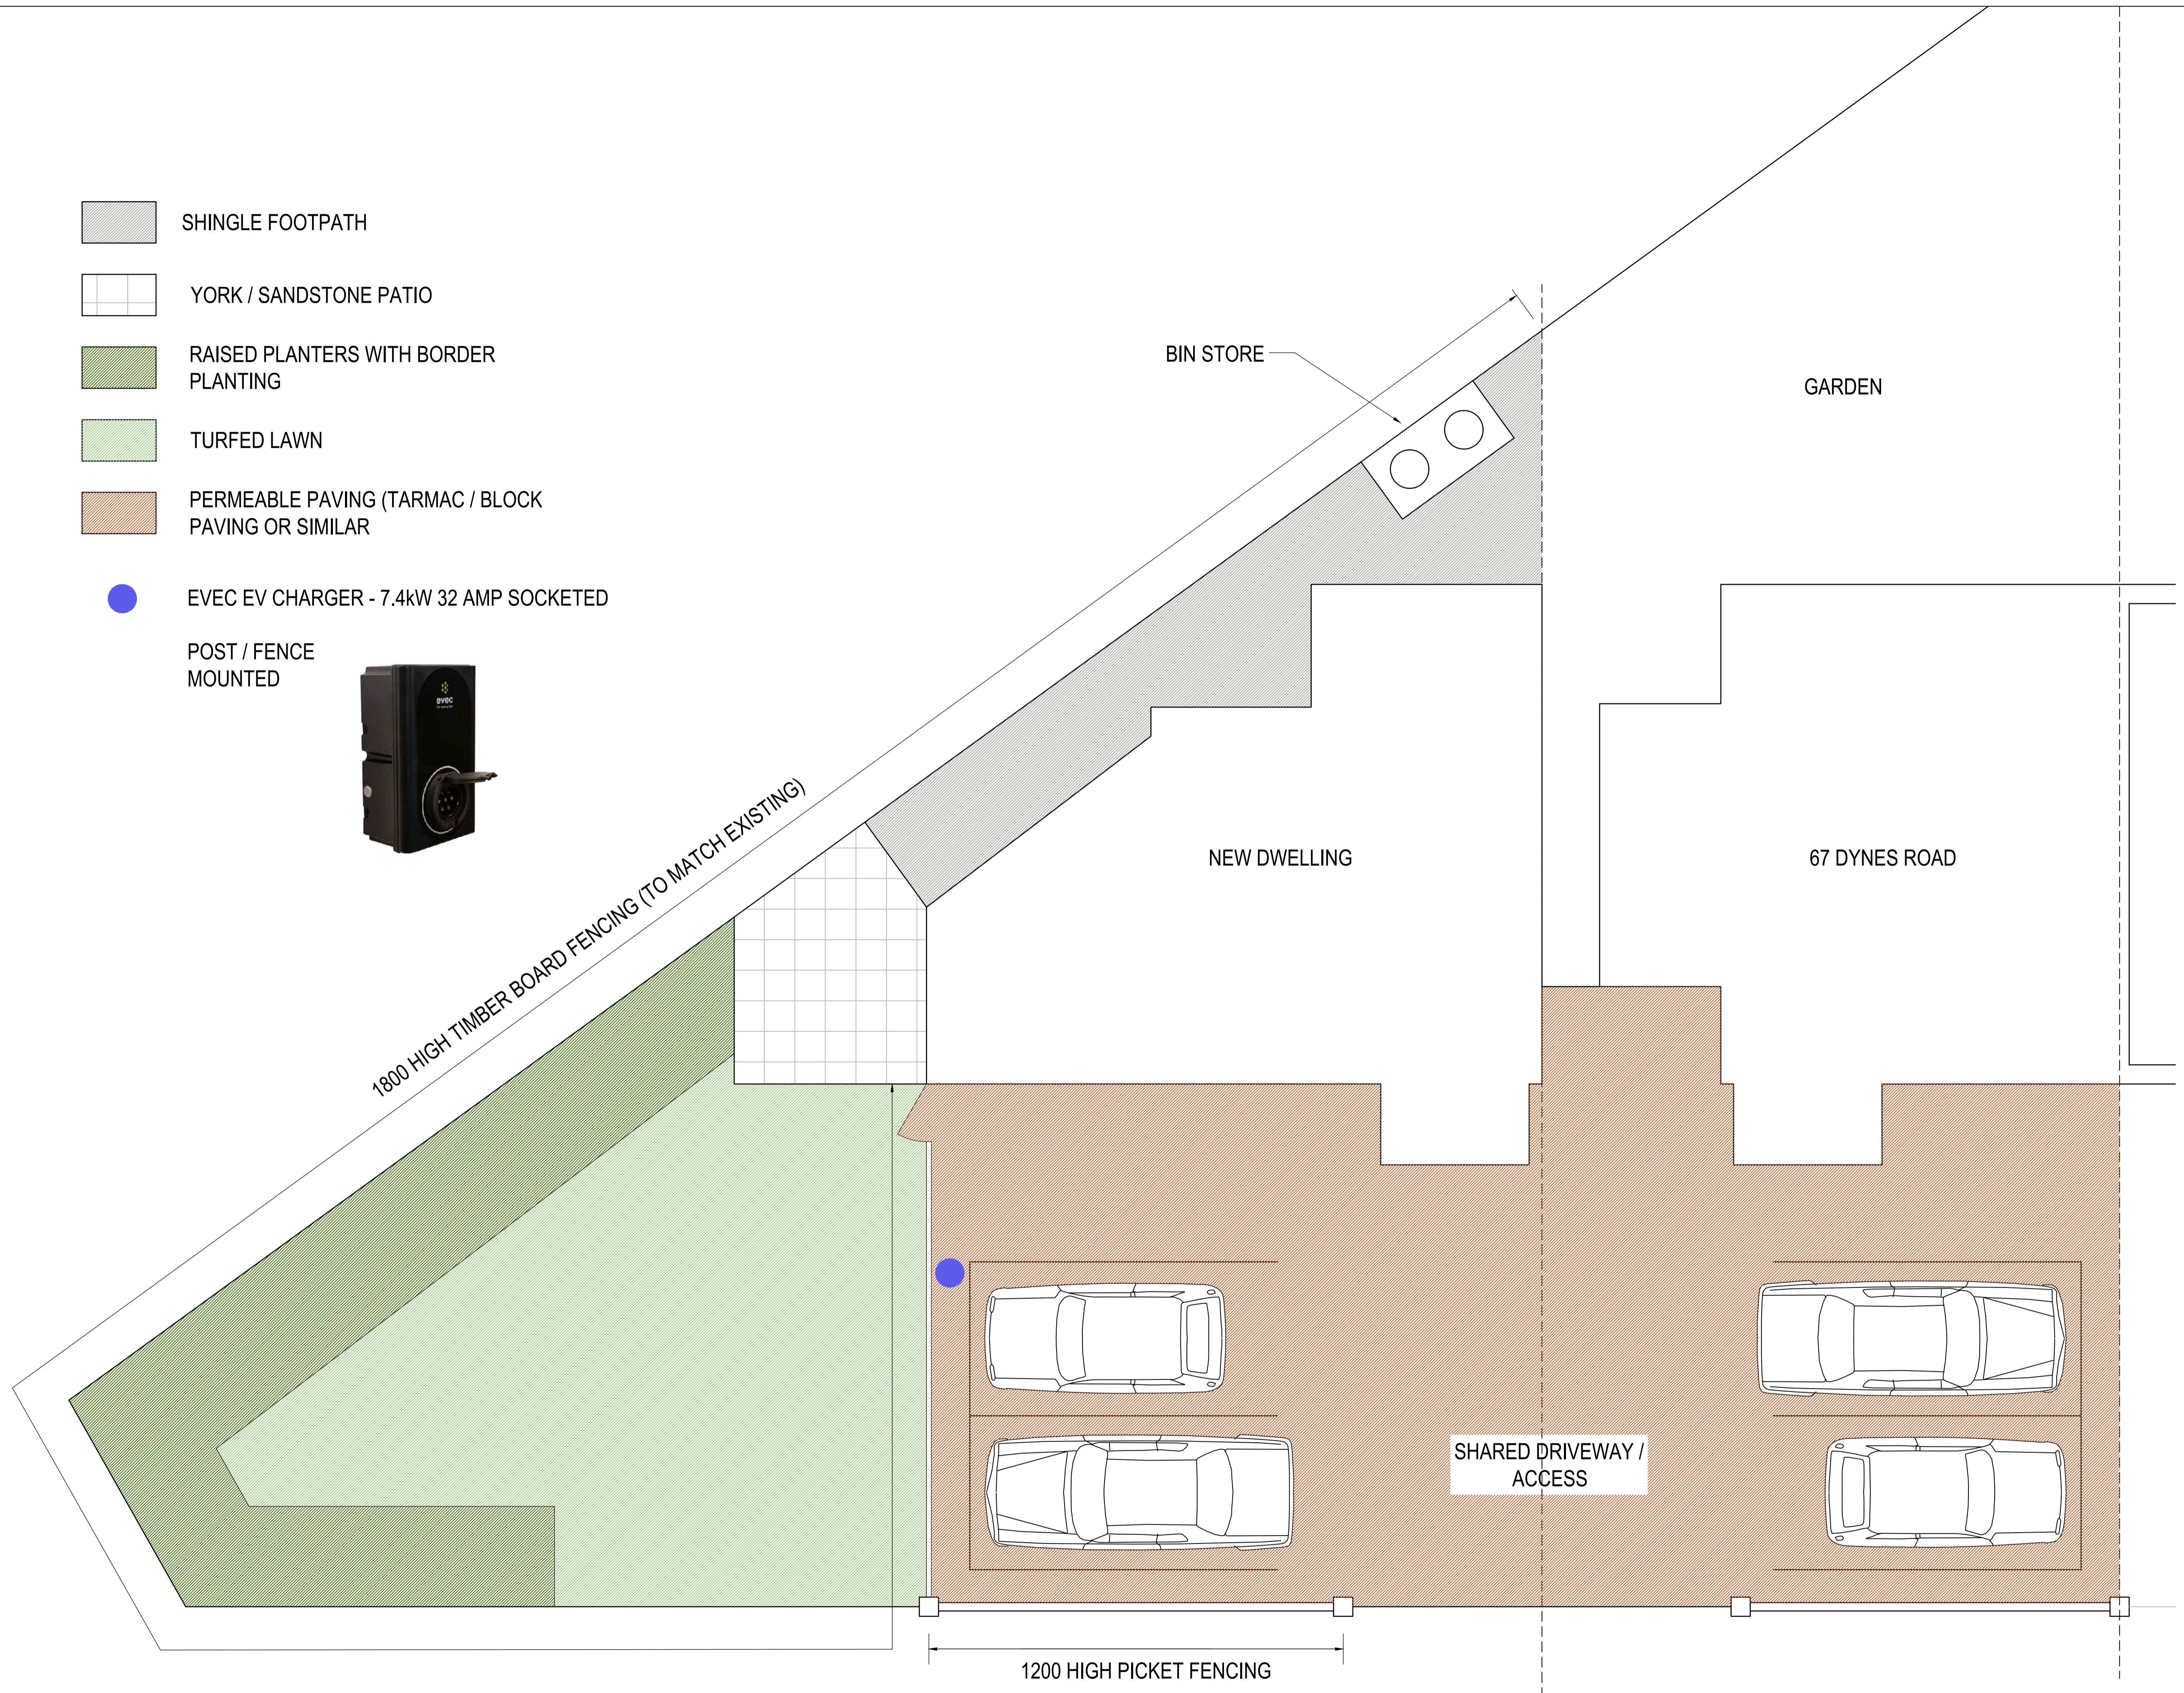 SHINGLE FOOTPATH
YORK / SANDSTONE PATIO
RAISED PLANTERS WITH BORDER
PLANTING
TURFED LAWN
PERMEABLE PAVING (TARMAC / BLOCK
PAVING OR SIMILAR
EVEC EV CHARGER - 7.4kW 32 AMP SOCKETED
POST / FENCE
MOUNTED
evec
BIN STORE
GARDEN
1800 HIGH TIMBER BOARD FENCING (TO MATCH EXISTING)
NEW DWELLING
67 DYNES ROAD
SHARED DRIVEWAY /
ACCESS
1200 HIGH PICKET FENCING